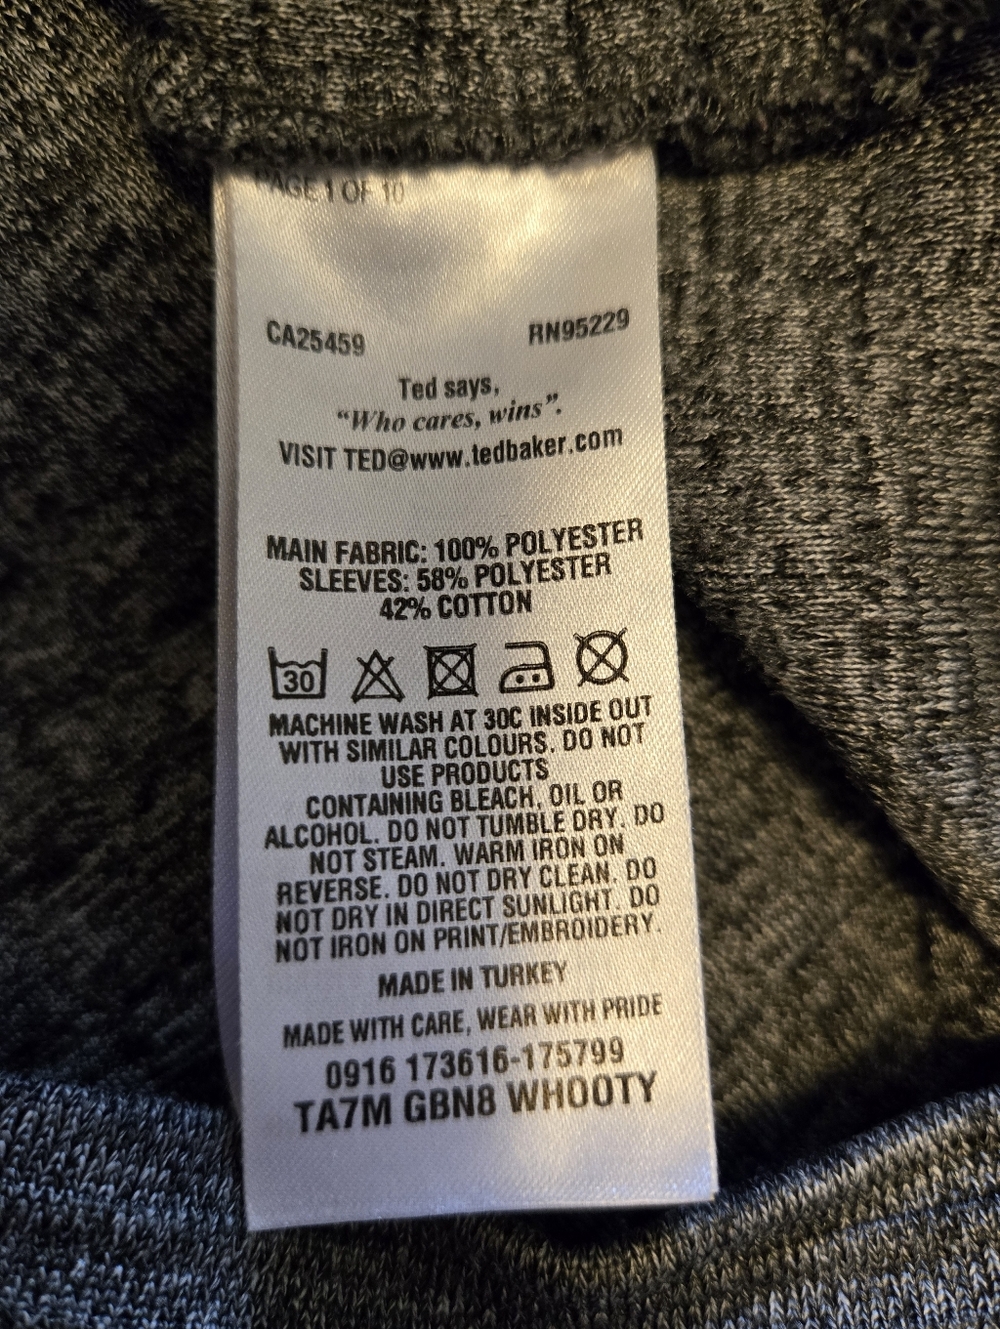 PAGE 1 OF 10
CA25459 RN95229
Ted says,
“Who cares, wins”.
VISIT TED@www.tedbaker.com
MAIN FABRIC: 100% POLYESTER
SLEEVES: 58% POLYESTER
42% COTTON
30
MACHINE WASH AT 30C INSIDE OUT
WITH SIMILAR COLOURS. DO NOT
USE PRODUCTS
CONTAINING BLEACH, OIL OR
ALCOHOL. DO NOT TUMBLE DRY. DO
NOT STEAM. WARM IRON ON
REVERSE. DO NOT DRY CLEAN. DO
NOT DRY IN DIRECT SUNLIGHT. DO
NOT IRON ON PRINT/EMBROIDERY.
MADE IN TURKEY
MADE WITH CARE, WEAR WITH PRIDE
0916 173616-175799
TA7M GBN8 WHOOTY